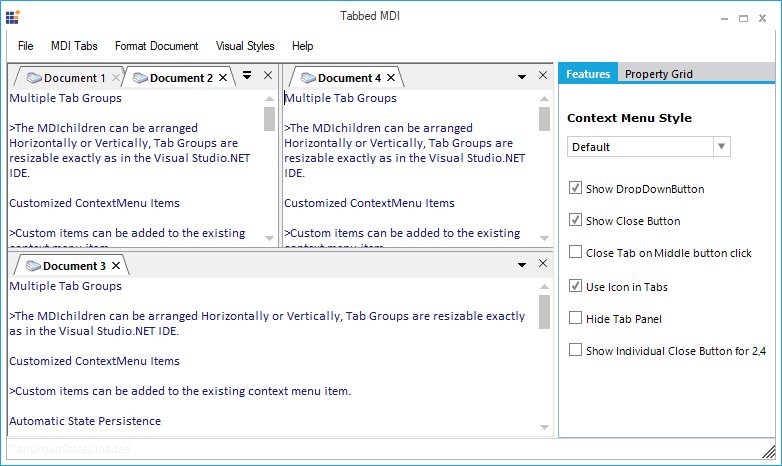 Tabbed MDI
File MDI Tabs Format Document Visual Styles Help
Document 1 Document 2
Multiple Tab Groups
>The MDIchildren can be arranged
Horizontally or Vertically, Tab Groups are
resizable exactly as in the Visual Studio.NET
IDE.
Customized ContextMenu Items
>Custom items can be added to the existing
context menu item.
Document 4
Multiple Tab Groups
>The MDIchildren can be arranged
Horizontally or Vertically, Tab Groups are
resizable exactly as in the Visual Studio.NET
IDE.
Customized ContextMenu Items
>Custom items can be added to the existing
context menu item.
Document 3
Multiple Tab Groups
>The MDIchildren can be arranged Horizontally or Vertically, Tab Groups are resizable exactly
as in the Visual Studio.NET IDE.
Customized ContextMenu Items
>Custom items can be added to the existing context menu item.
Automatic State Persistence
Features Property Grid
Context Menu Style
Default
Show DropDownButton
Show Close Button
Close Tab on Middle button click
Use Icon in Tabs
Hide Tab Panel
Show Individual Close Button for 2,4
TabGroupStates loaded.